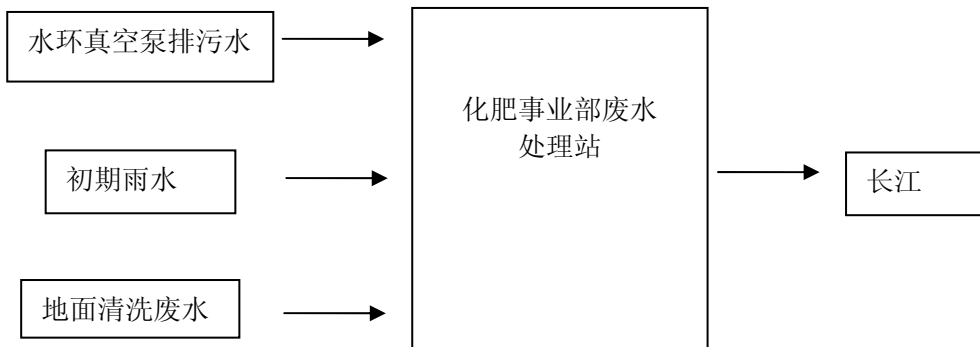 水环真空泵排污水
化肥事业部废水
处理站
初期雨水
长江
地面清洗废水